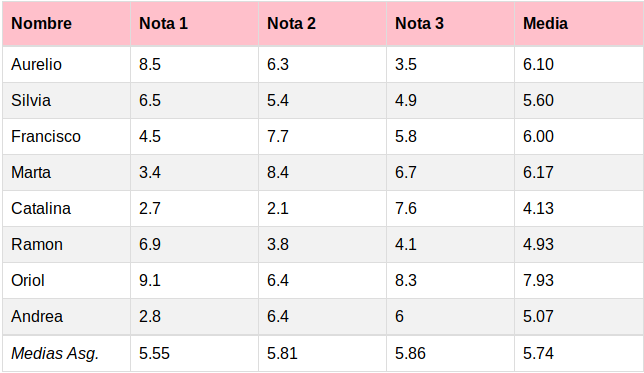 Nombre Nota 1 Nota 2 Nota 3 Media
Aurelio 8.5 6.3 3.5 6.10
Silvia 6.5 5.4 4.9 5.60
Francisco 4.5 7.7 5.8 6.00
Marta 3.4 8.4 6.7 6.17
Catalina 2.7 2.1 7.6 4.13
Ramon 6.9 3.8 4.1 4.93
Oriol 9.1 6.4 8.3 7.93
Andrea 2.8 6.4 6 5.07
Medias Asg. 5.55 5.81 5.86 5.74